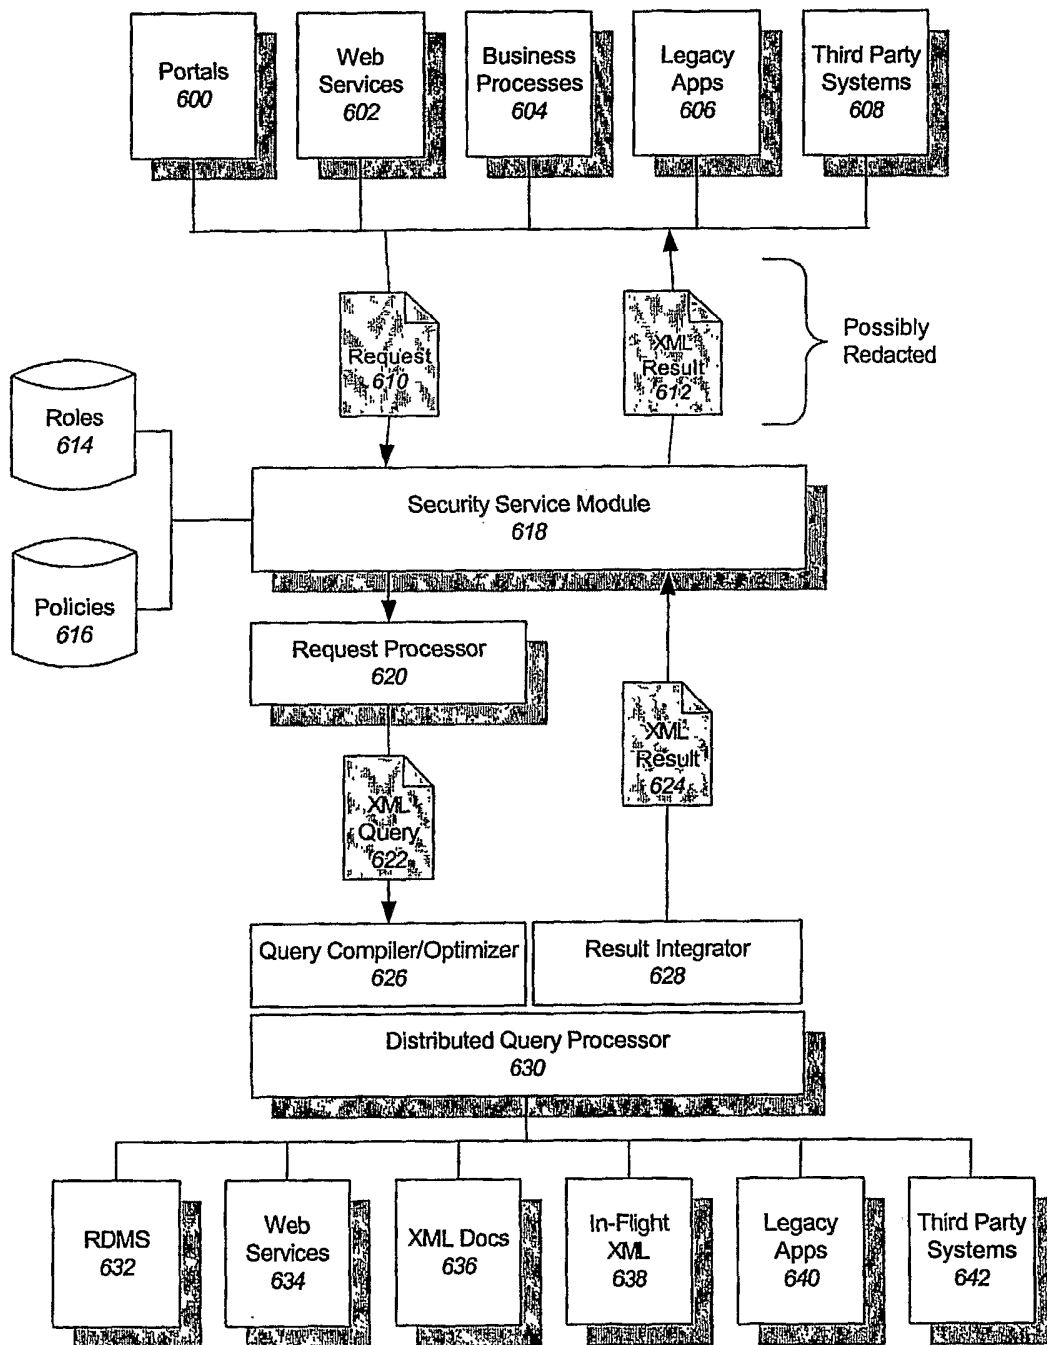 Portals
600
Web
Services
602
Business
Processes
604
Legacy
Apps
606
Third Party
Systems
608
Request
610
XML
Result
612
Possibly
Redacted
Roles
614
Policies
616
Security Service Module
618
Request Processor
620
XML
Query
622
XML
Result
624
Query Compiler/Optimizer
626
Result Integrator
628
Distributed Query Processor
630
RDMS
632
Web
Services
634
XML Docs
636
In-Flight
XML
638
Legacy
Apps
640
Third Party
Systems
642